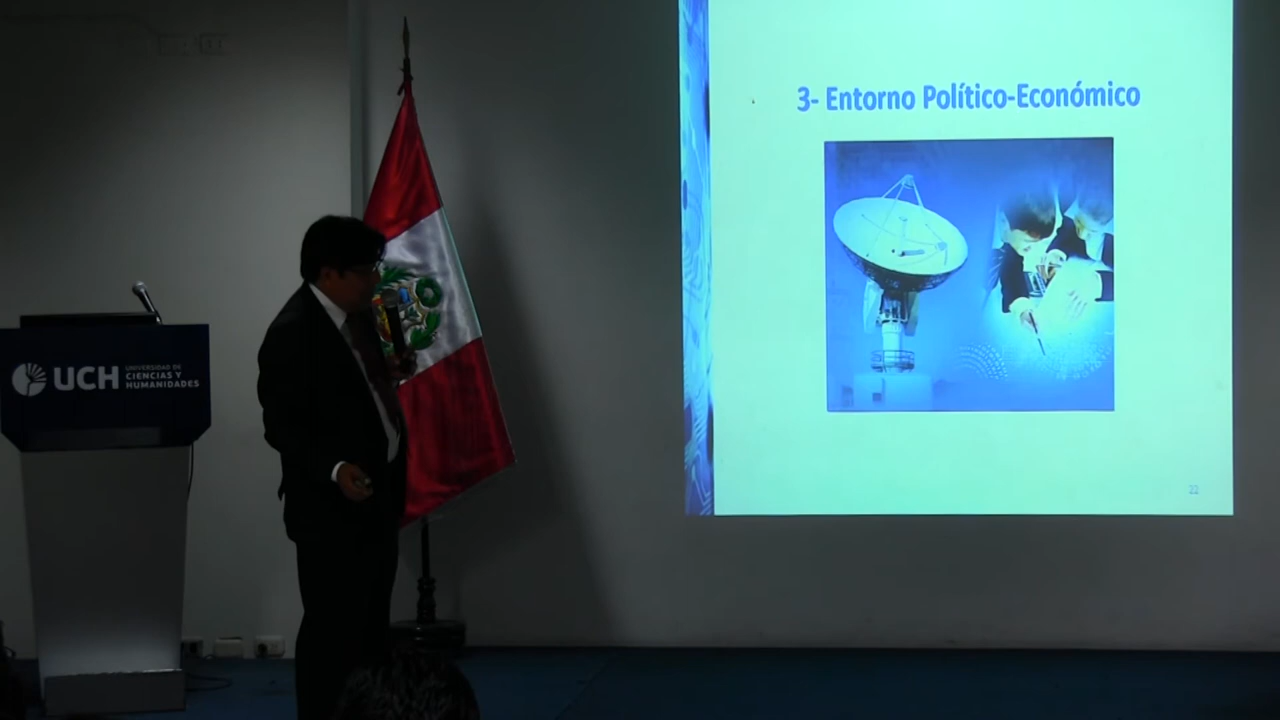 3- Entorno Político-Económico
UCH
UNIVERSIDAD DE
CIENCIAS Y
HUMANIDADES
22